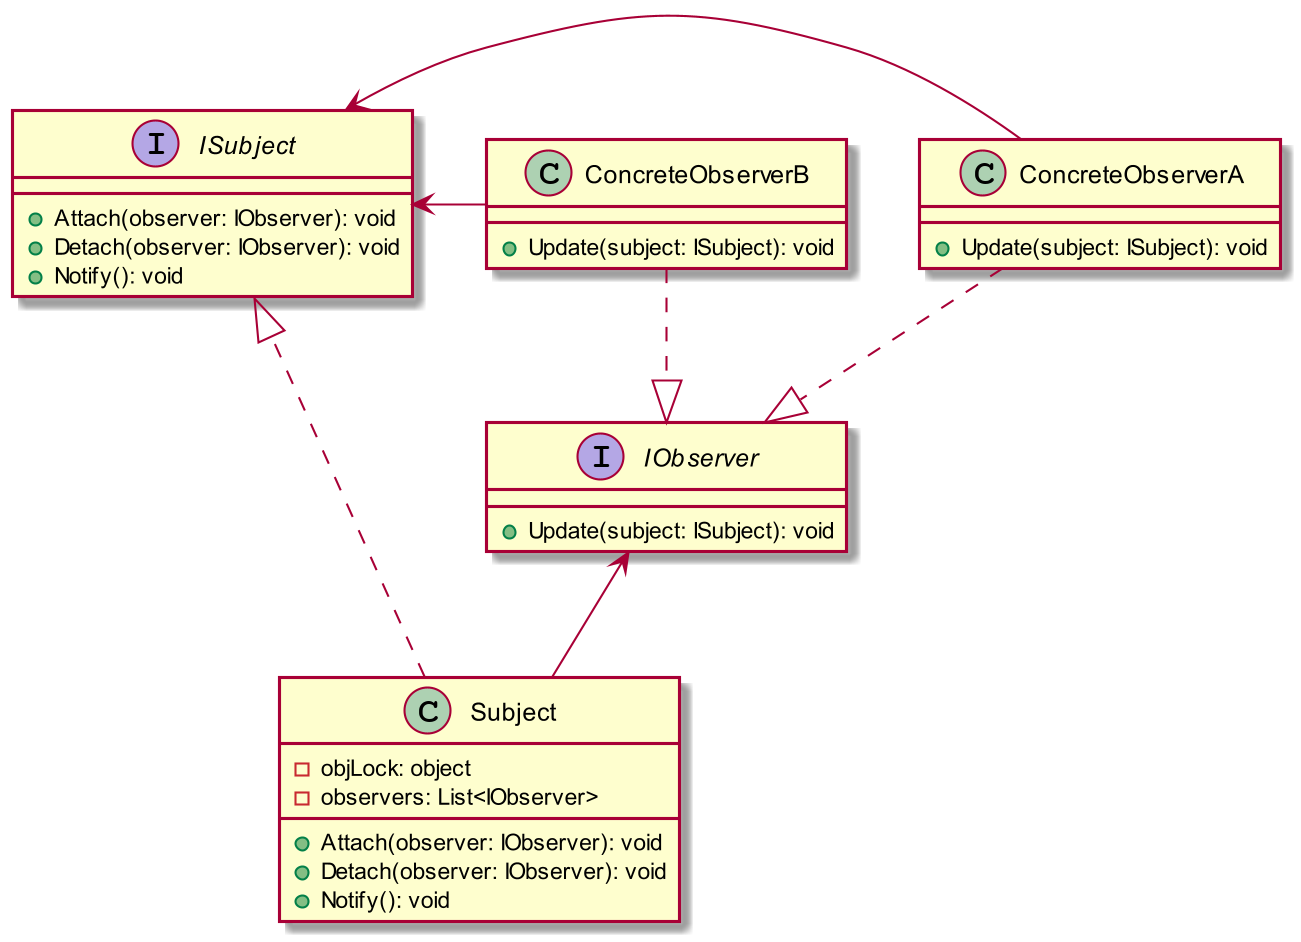 I ISubject
Attach(observer: IObserver): void
Detach(observer: IObserver): void
Notify(): void
C ConcreteObserverB
Update(subject: ISubject): void
C ConcreteObserverA
Update(subject: ISubject): void
I IObserver
Update(subject: ISubject): void
C Subject
objLock: object
observers: List<IObserver>
Attach(observer: IObserver): void
Detach(observer: IObserver): void
Notify(): void